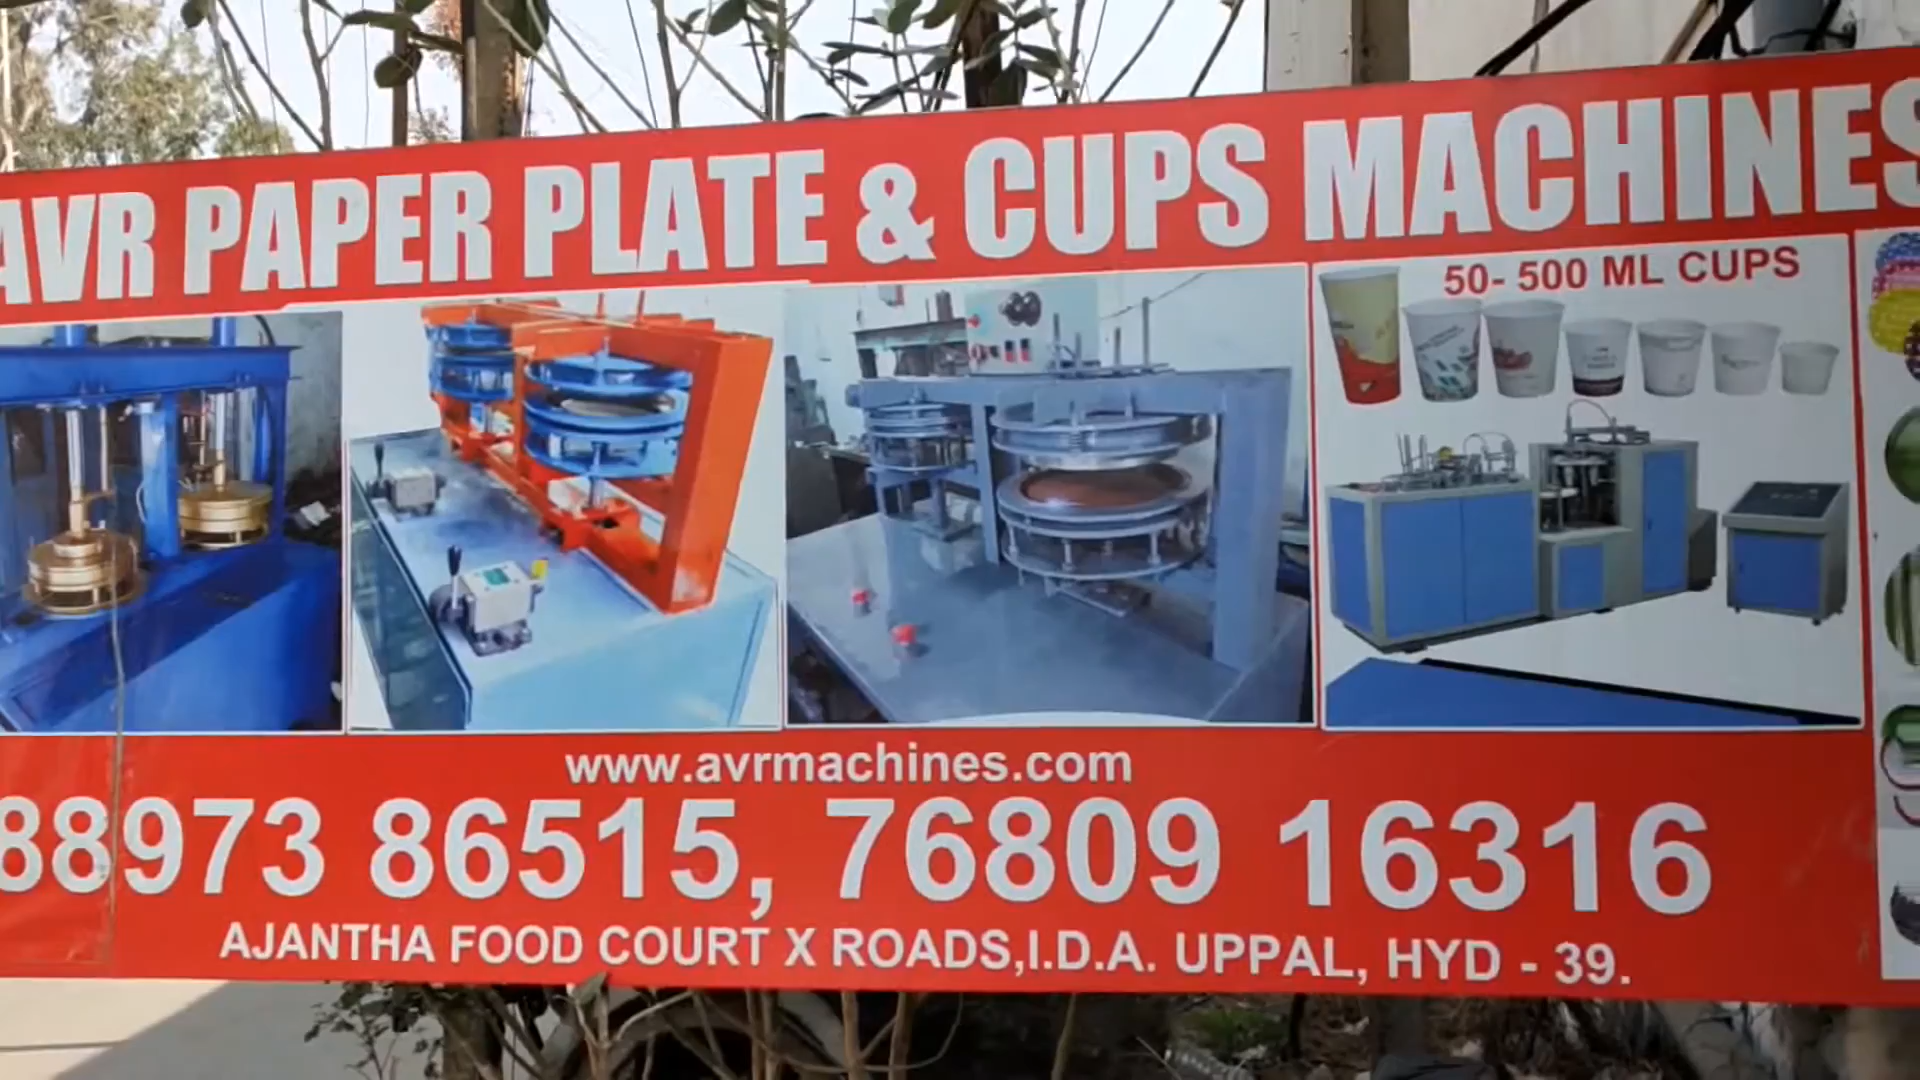 AVR PAPER PLATE & CUPS MACHINES
50- 500 ML CUPS
www.avrmachines.com
88973 86515, 76809 16316
AJANTHA FOOD COURT X ROADS,I.D.A. UPPAL, HYD - 39.